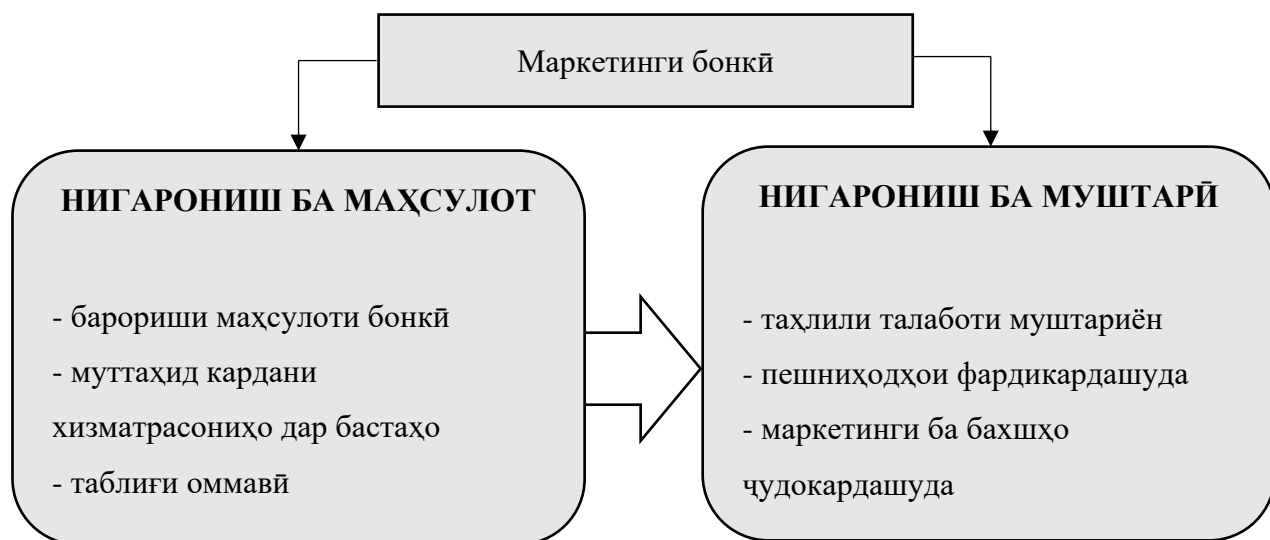 Маркетинги бонкӣ
НИГАРОНИШ БА МАҲСУЛОТ
- барориши маҳсулоти бонкӣ
- муттаҳид кардани
хизматрасониҳо дар бастаҳо
- таблиғи оммавӣ
НИГАРОНИШ БА МУШТАРӢ
- таҳлили талаботи муштариён
- пешниҳодҳои фардикардашуда
- маркетинги ба бахшҳо
ҷудокардашуда